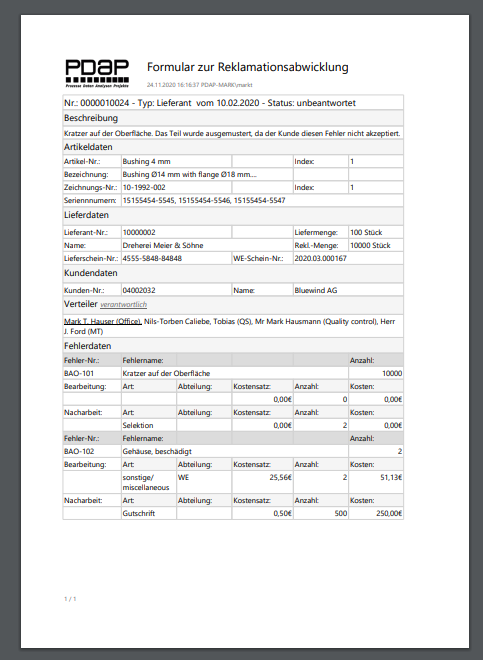 PDAP
Prozesse Daten Analysen Projekte
Formular zur Reklamationsabwicklung
24.11.2020 16:16:37 PDAP-MARK\markt
Nr.: 0000010024 - Typ: Lieferant vom 10.02.2020 - Status: unbeantwortet
Beschreibung
Kratzer auf der Oberfläche. Das Teil wurde ausgemustert, da der Kunde diesen Fehler nicht akzeptiert.
Artikeldaten
Artikel-Nr.: Bushing 4 mm Index: 1
Bezeichnung: Bushing Ø14 mm with flange Ø18 mm....
Zeichnungs-Nr.: 10-1992-002 Index: 1
Seriennnumern: 15155454-5545, 15155454-5546, 15155454-5547
Lieferdaten
Lieferant-Nr.: 10000002 Liefermenge: 100 Stück
Name: Dreherei Meier & Söhne Rekl.-Menge: 10000 Stück
Lieferschein-Nr.: 4555-5848-84848 WE-Schein-Nr.: 2020.03.000167
Kundendaten
Kunden-Nr.: 04002032 Name: Bluewind AG
Verteiler verantwortlich
Mark T. Hauser (Office), Nils-Torben Caliebe, Tobias (QS), Mr Mark Hausmann (Quality control), Herr
J. Ford (MT)
Fehlerdaten
Fehler-Nr.: Fehlername: Anzahl:
BAO-101 Kratzer auf der Oberfläche 10000
Bearbeitung: Art: Abteilung: Kostensatz: Anzahl: Kosten:
0,00€ 0 0,00€
Nacharbeit: Art: Abteilung: Kostensatz: Anzahl: Kosten:
Selektion 0,00€ 2 0,00€
Fehler-Nr.: Fehlername: Anzahl:
BAO-102 Gehäuse, beschädigt 2
Bearbeitung: Art: Abteilung: Kostensatz: Anzahl: Kosten:
sonstige/ WE 25,56€ 2 51,13€
miscellaneous
Nacharbeit: Art: Abteilung: Kostensatz: Anzahl: Kosten:
Gutschrift 0,50€ 500 250,00€
1 / 1